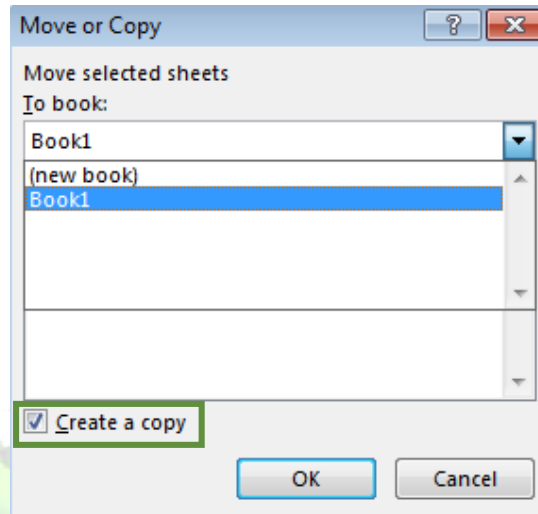 Move or Copy
Move selected sheets
To book:
Book1
(new book)
Book1
Create a copy
OK Cancel